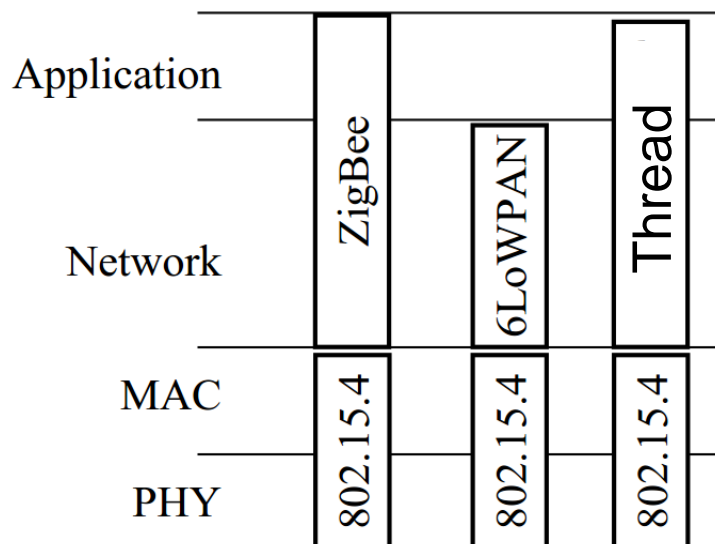 Application
Network
MAC
PHY
ZigBee
802.15.4
6LoWPAN
802.15.4
Thread
802.15.4